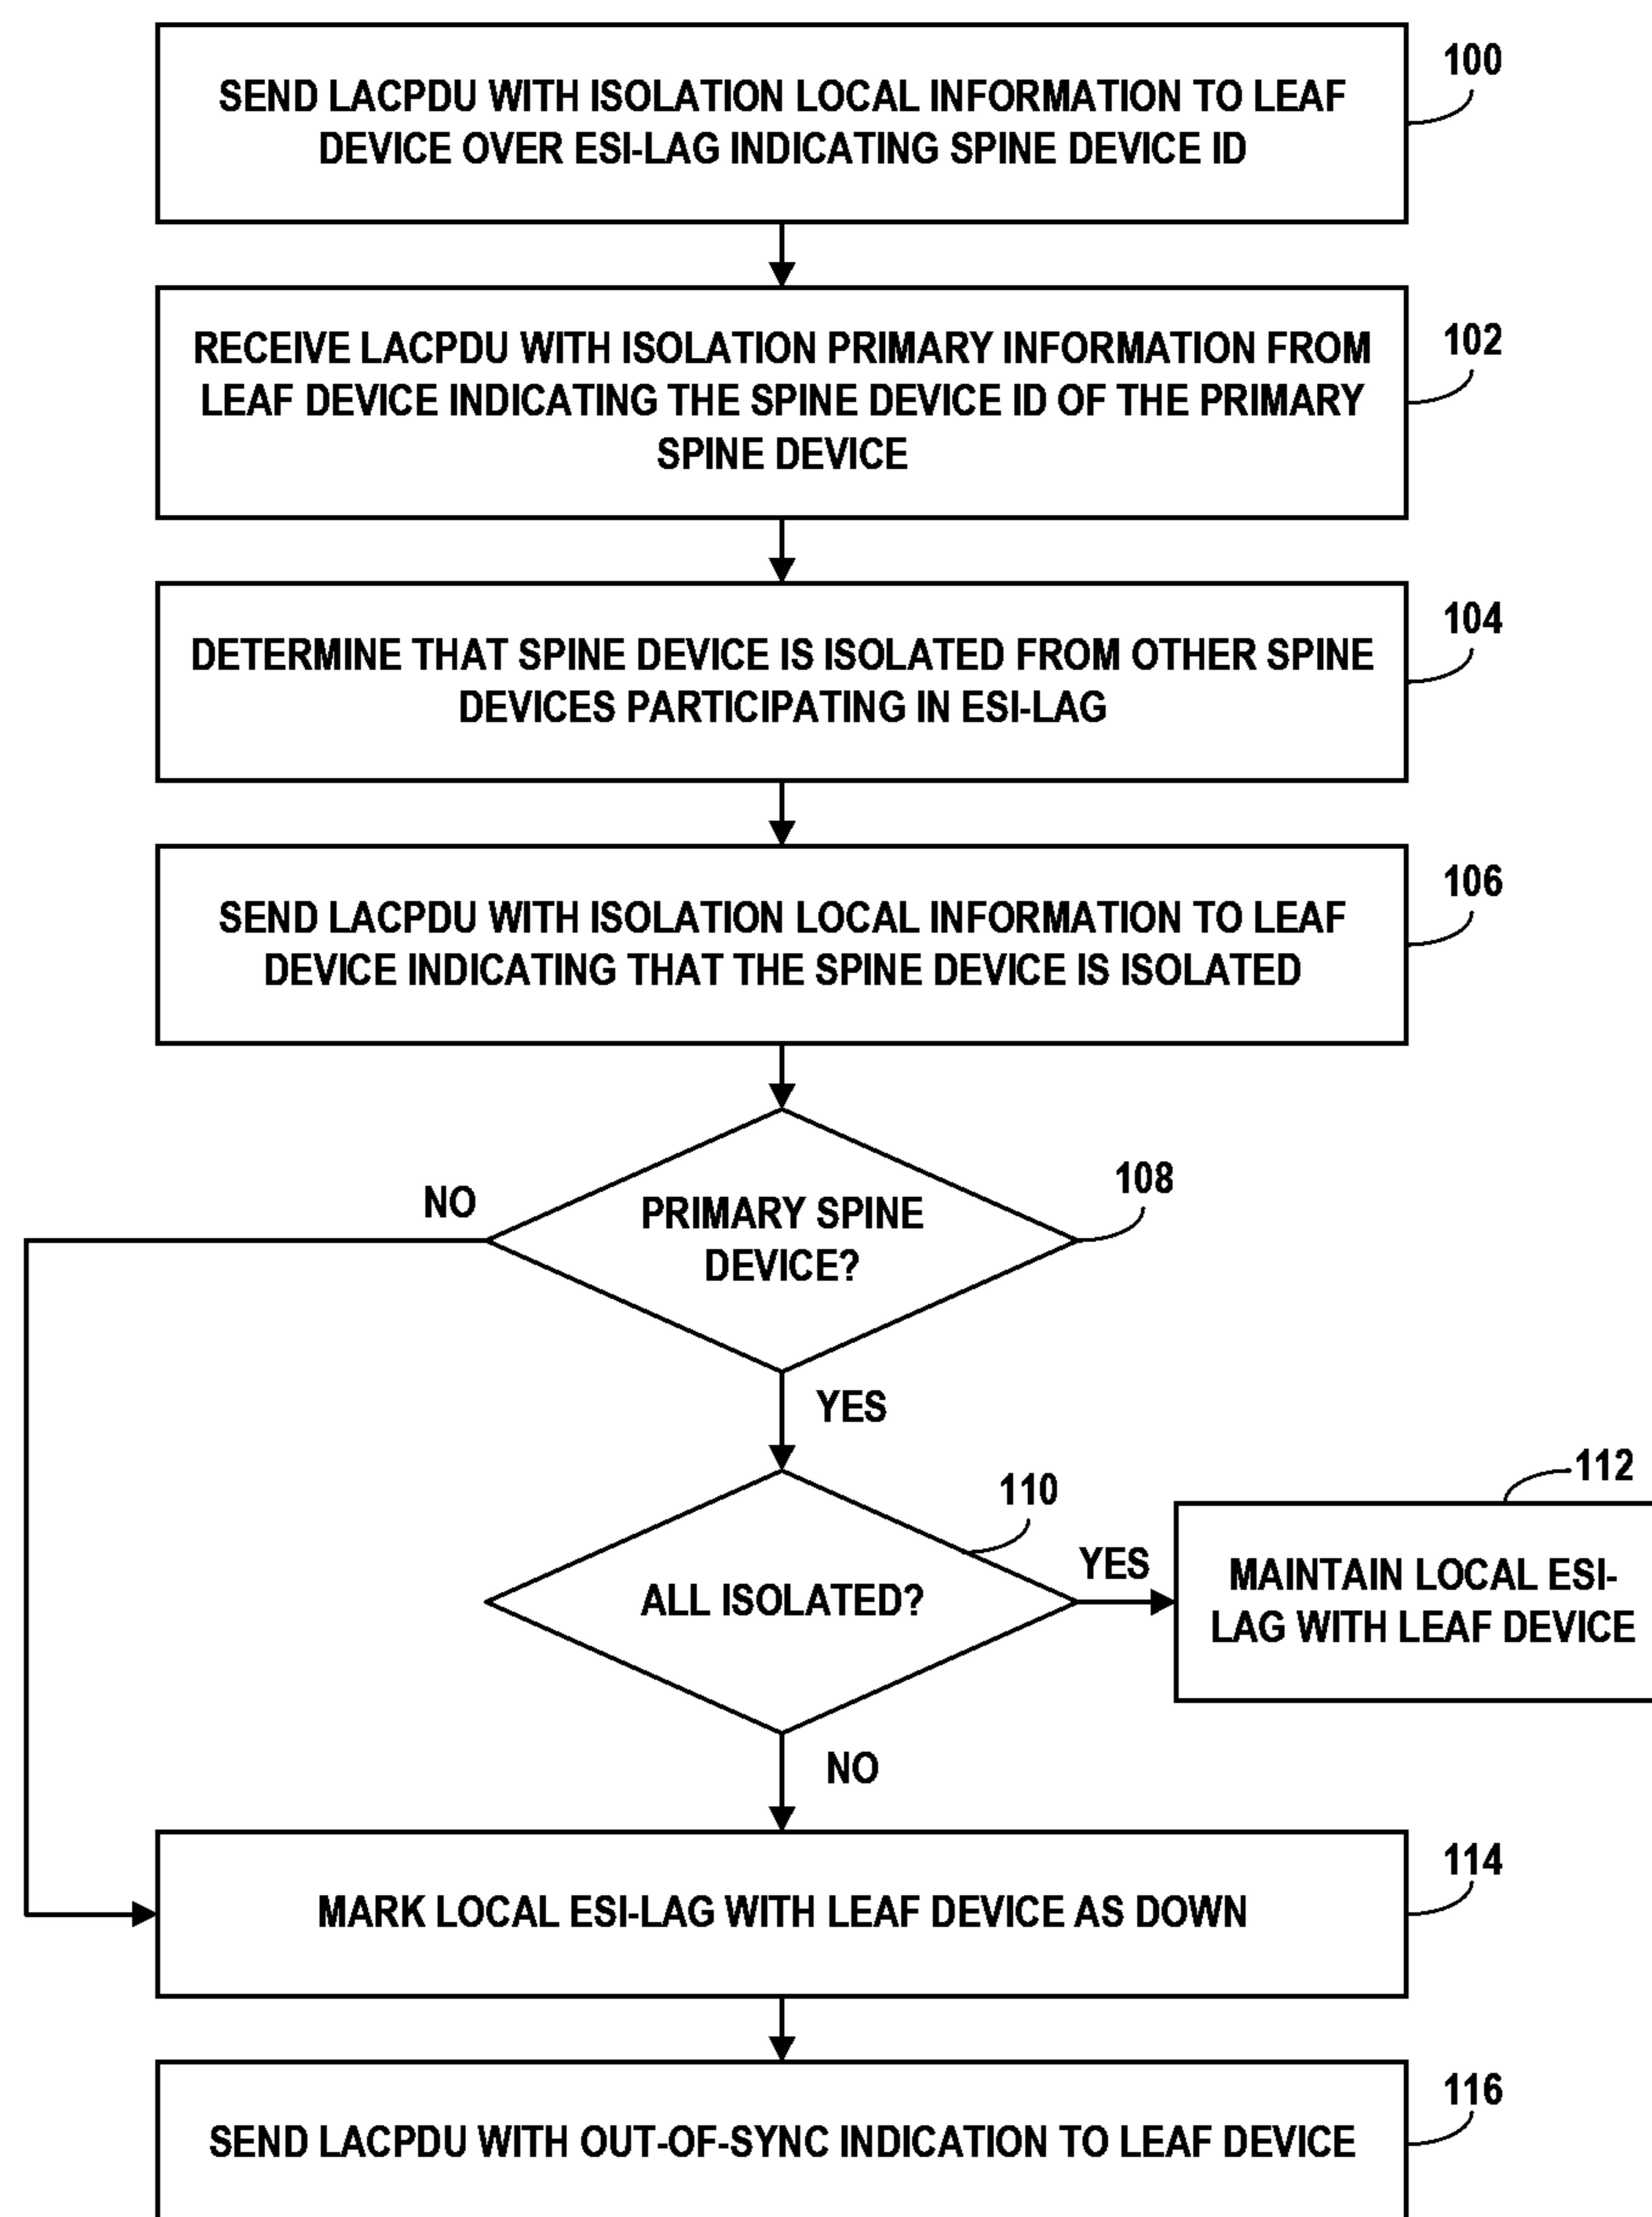 SEND LACPDU WITH ISOLATION LOCAL INFORMATION TO LEAF
DEVICE OVER ESI-LAG INDICATING SPINE DEVICE ID
100
RECEIVE LACPDU WITH ISOLATION PRIMARY INFORMATION FROM
LEAF DEVICE INDICATING THE SPINE DEVICE ID OF THE PRIMARY
SPINE DEVICE
102
DETERMINE THAT SPINE DEVICE IS ISOLATED FROM OTHER SPINE
DEVICES PARTICIPATING IN ESI-LAG
104
SEND LACPDU WITH ISOLATION LOCAL INFORMATION TO LEAF
DEVICE INDICATING THAT THE SPINE DEVICE IS ISOLATED
106
NO
PRIMARY SPINE
DEVICE?
108
YES
ALL ISOLATED?
110
YES
MAINTAIN LOCAL ESI-
LAG WITH LEAF DEVICE
112
NO
MARK LOCAL ESI-LAG WITH LEAF DEVICE AS DOWN
114
SEND LACPDU WITH OUT-OF-SYNC INDICATION TO LEAF DEVICE
116